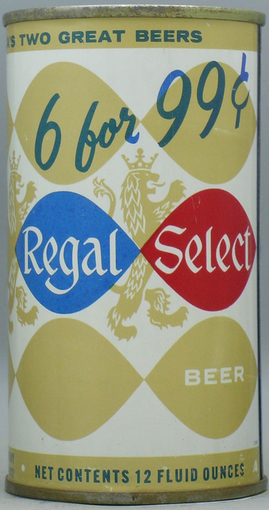 'S TWO GREAT BEERS
6 for 99¢
Regal Select
BEER
NET CONTENTS 12 FLUID OUNCES